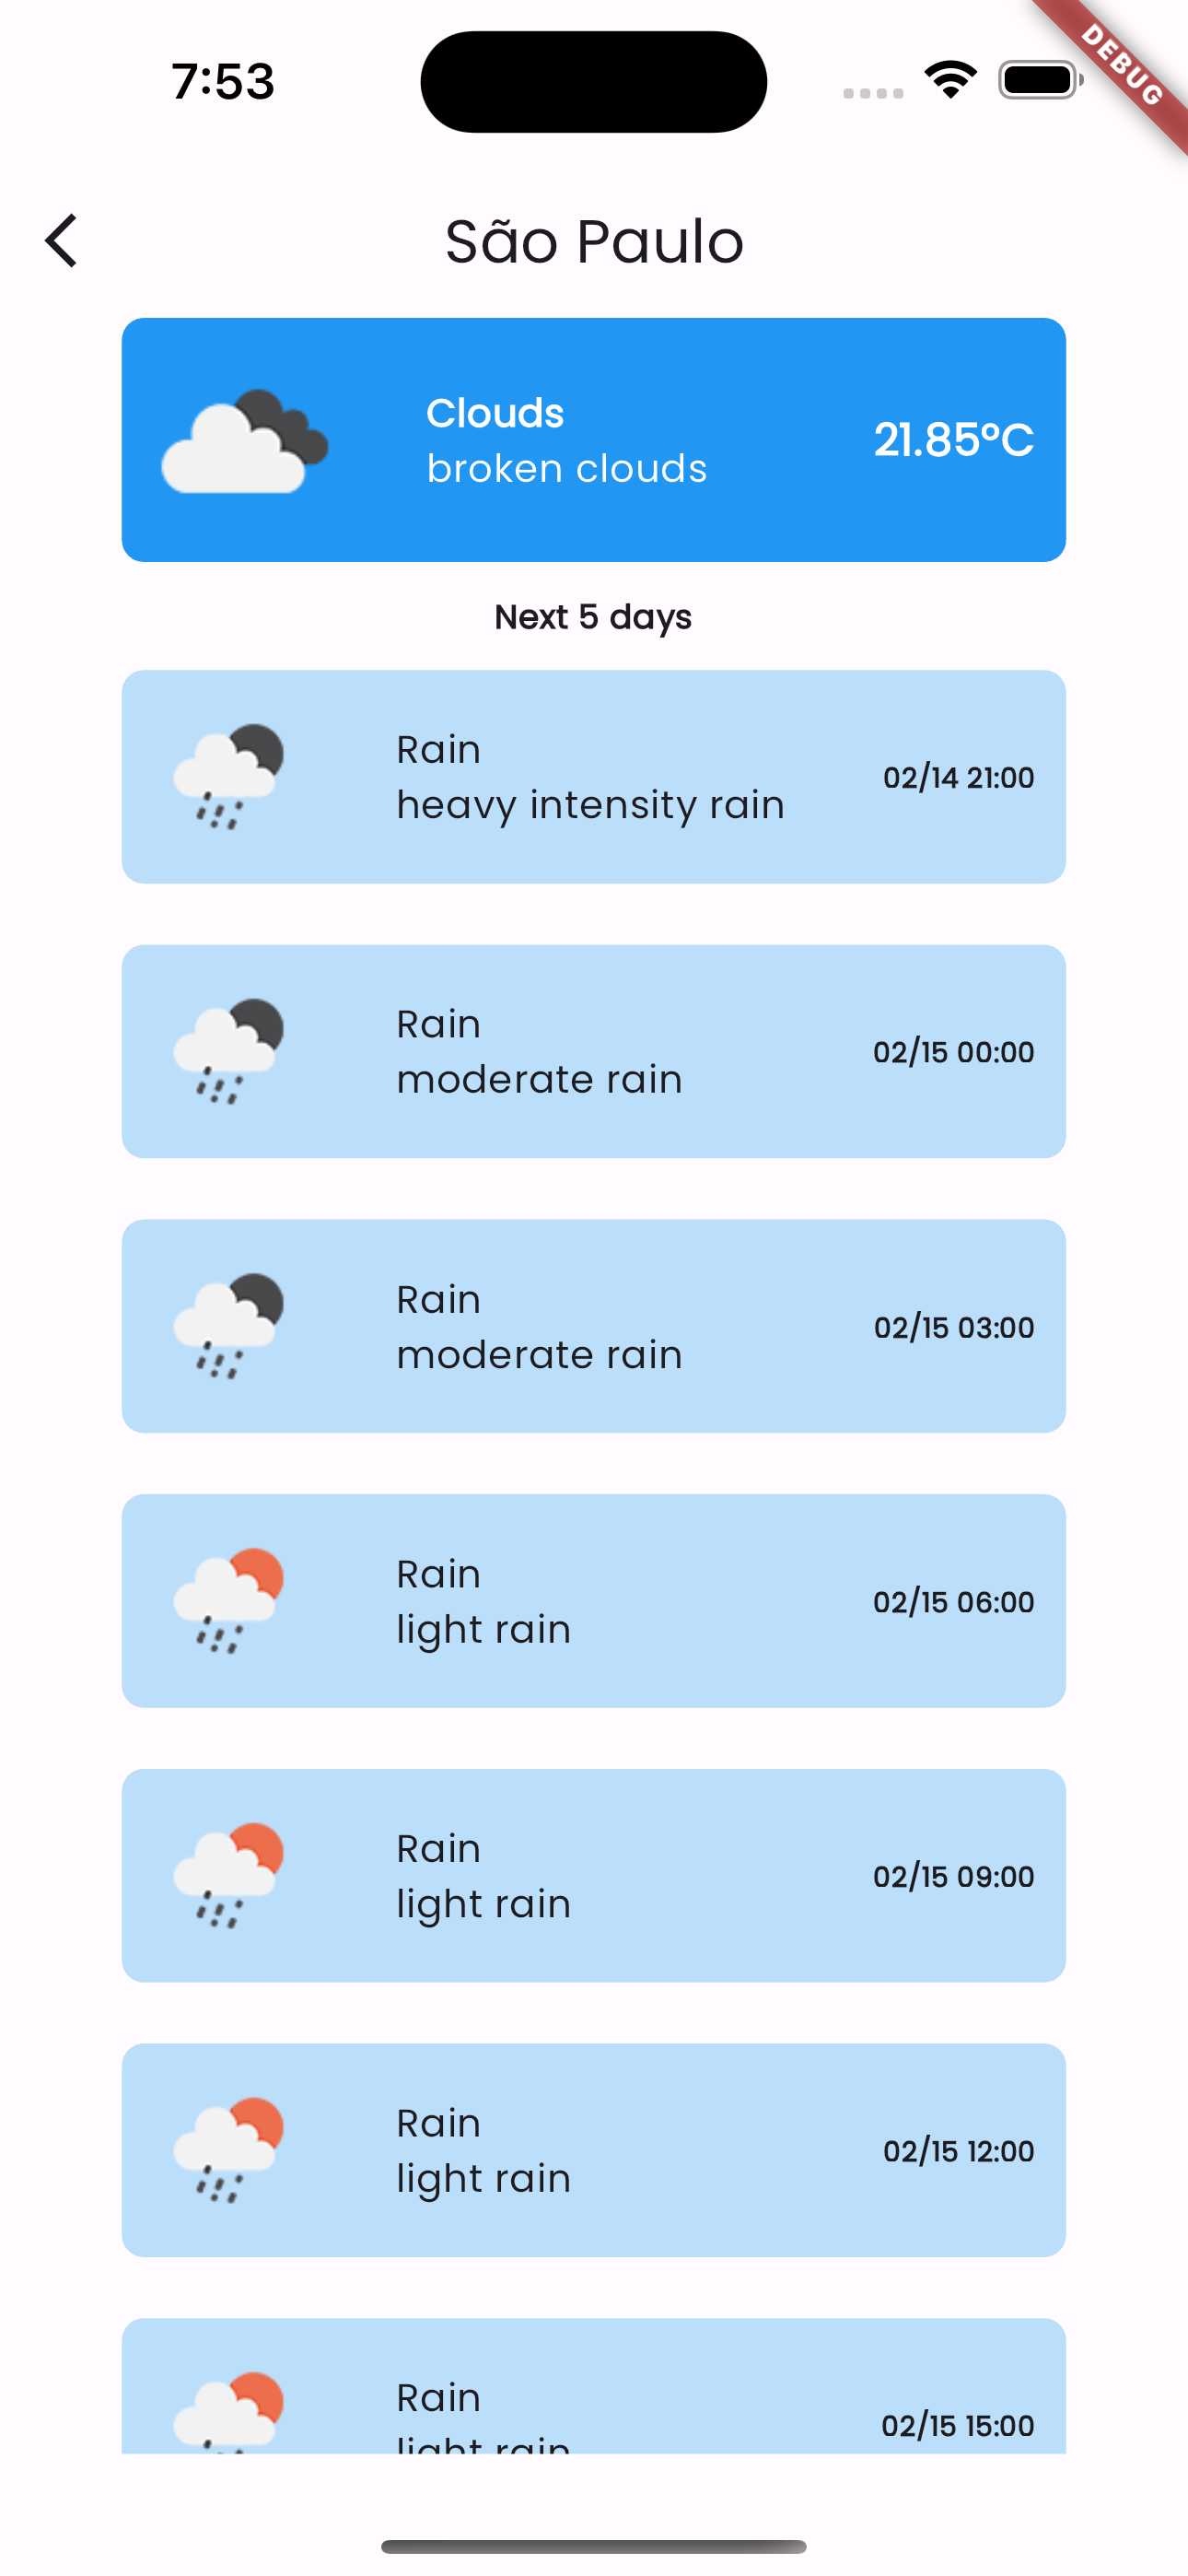 7:53
DEBUG
São Paulo
Clouds
broken clouds
21.85°C
Next 5 days
Rain
heavy intensity rain
02/14 21:00
Rain
moderate rain
02/15 00:00
Rain
moderate rain
02/15 03:00
Rain
light rain
02/15 06:00
Rain
light rain
02/15 09:00
Rain
light rain
02/15 12:00
Rain
light rain
02/15 15:00